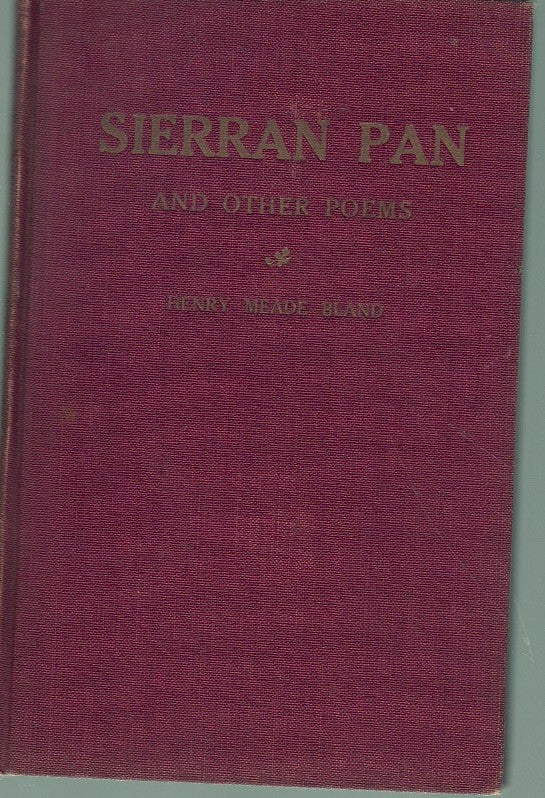 SIERRAN PAN
AND OTHER POEMS
HENRY MEADE BLAND